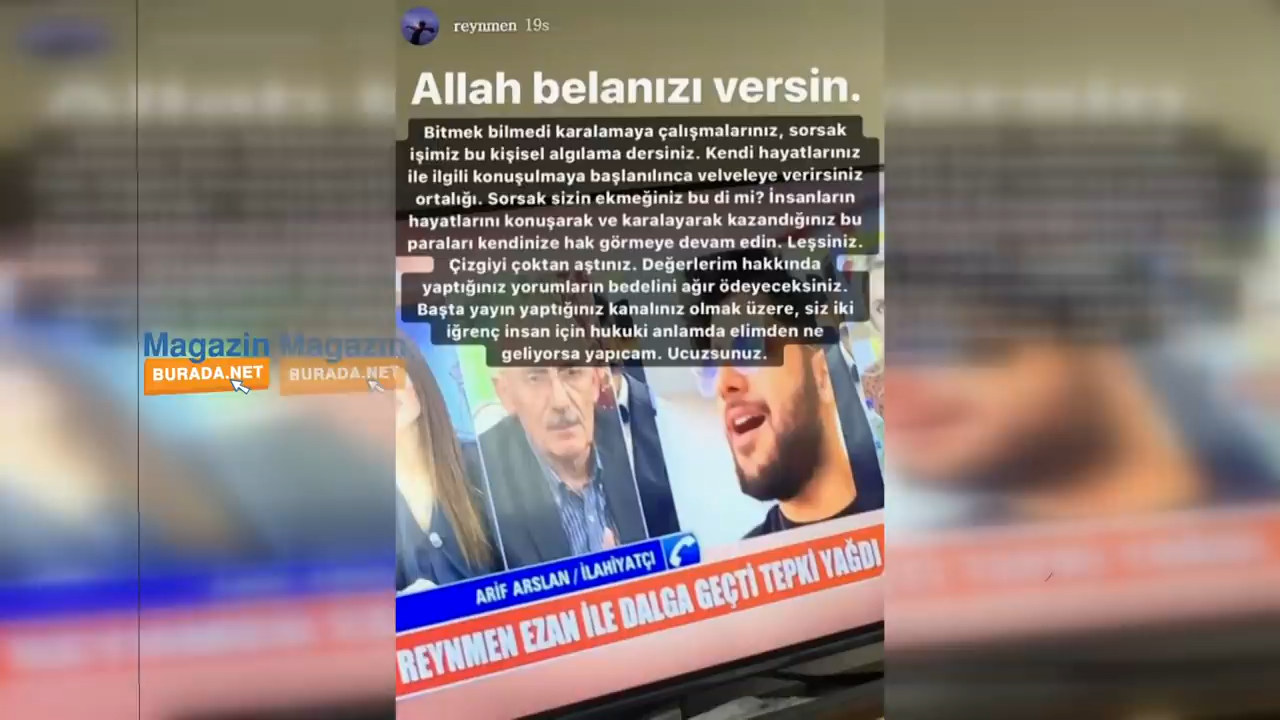 reynmen 19s
Allah belanızı versin.
Bitmek bilmedi karalamaya çalışmalarınız, sorsak
işimiz bu kişisel algılama dersiniz. Kendi hayatlarınız
ile ilgili konuşulmaya başlanılınca velveleye verirsiniz
ortalığı. Sorsak sizin ekmeğiniz bu di mi? İnsanların
hayatlarını konuşarak ve karalayarak kazandığınız bu
paraları kendinize hak görmeye devam edin. Leşsiniz.
Çizgiyi çoktan aştınız. Değerlerim hakkında
yaptığınız yorumların bedelini ağır ödeyeceksiniz.
Başta yayın yaptığınız kanalınız olmak üzere, siz iki
iğrenç insan için hukuki anlamda elimden ne
geliyorsa yapıcam. Ucuzsunuz.
Magazin Magazin
BURADA.NET BURADA.NET
ARİF ARSLAN / İLAHİYATÇI
REYNMEN EZAN İLE DALGA GEÇTİ TEPKİ YAĞDI